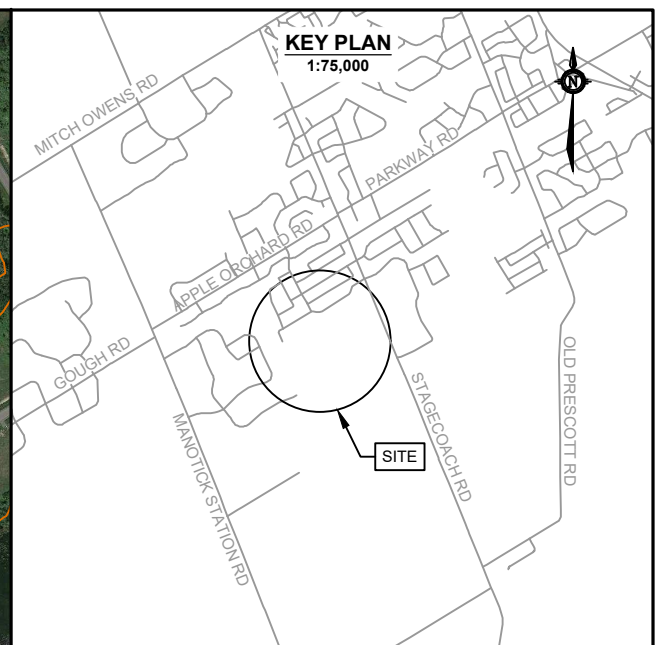 KEY PLAN
1:75,000
N
MITCH OWENS RD
PARKWAY RD
APPLE ORCHARD RD
GOUGH RD
OLD PRESCOTT RD
STAGECOACH RD
MANOTICK STATION RD
SITE